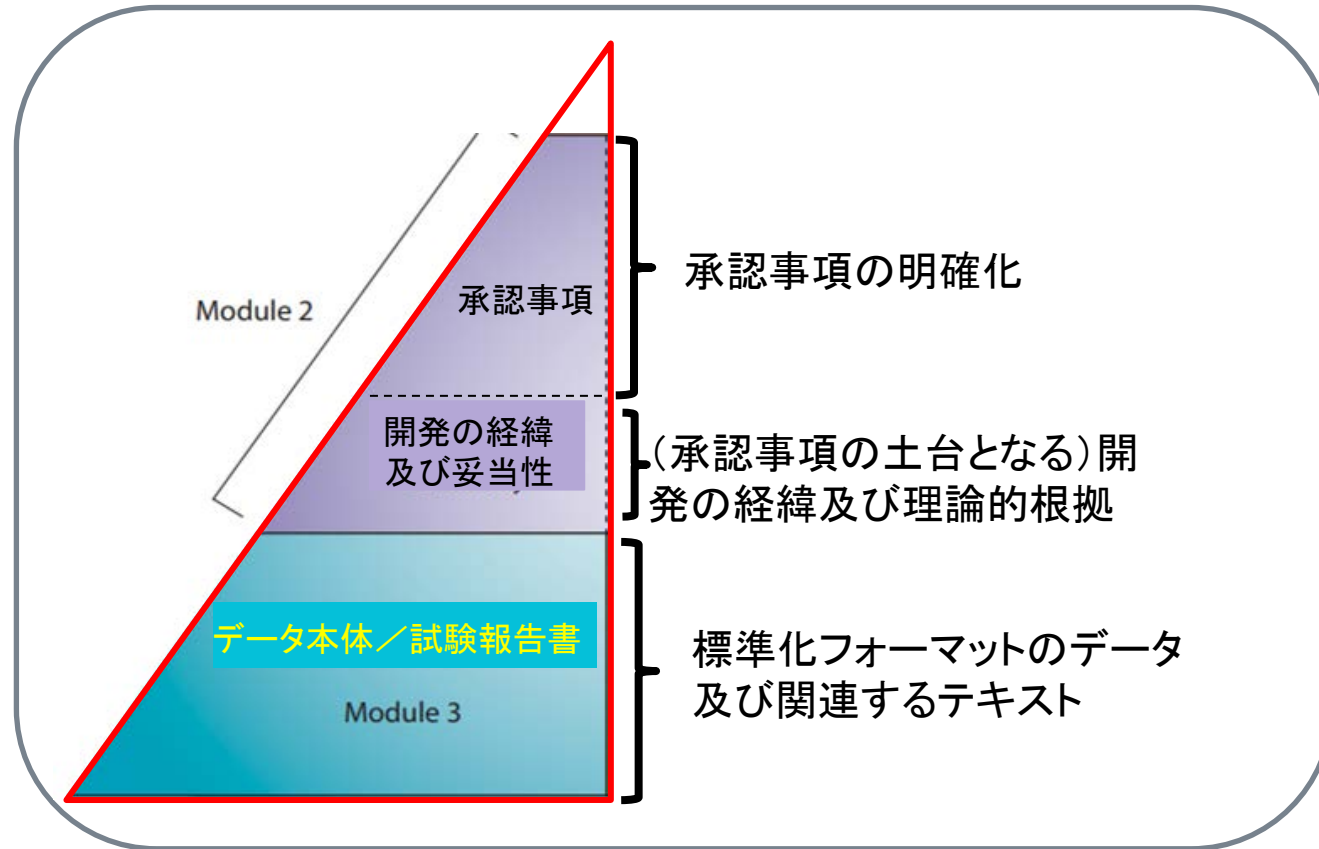 Module 2
承認事項
承認事項の明確化
開発の経緯
及び妥当性
（承認事項の土台となる）開
発の経緯及び理論的根拠
データ本体／試験報告書
Module 3
標準化フォーマットのデータ
及び関連するテキスト